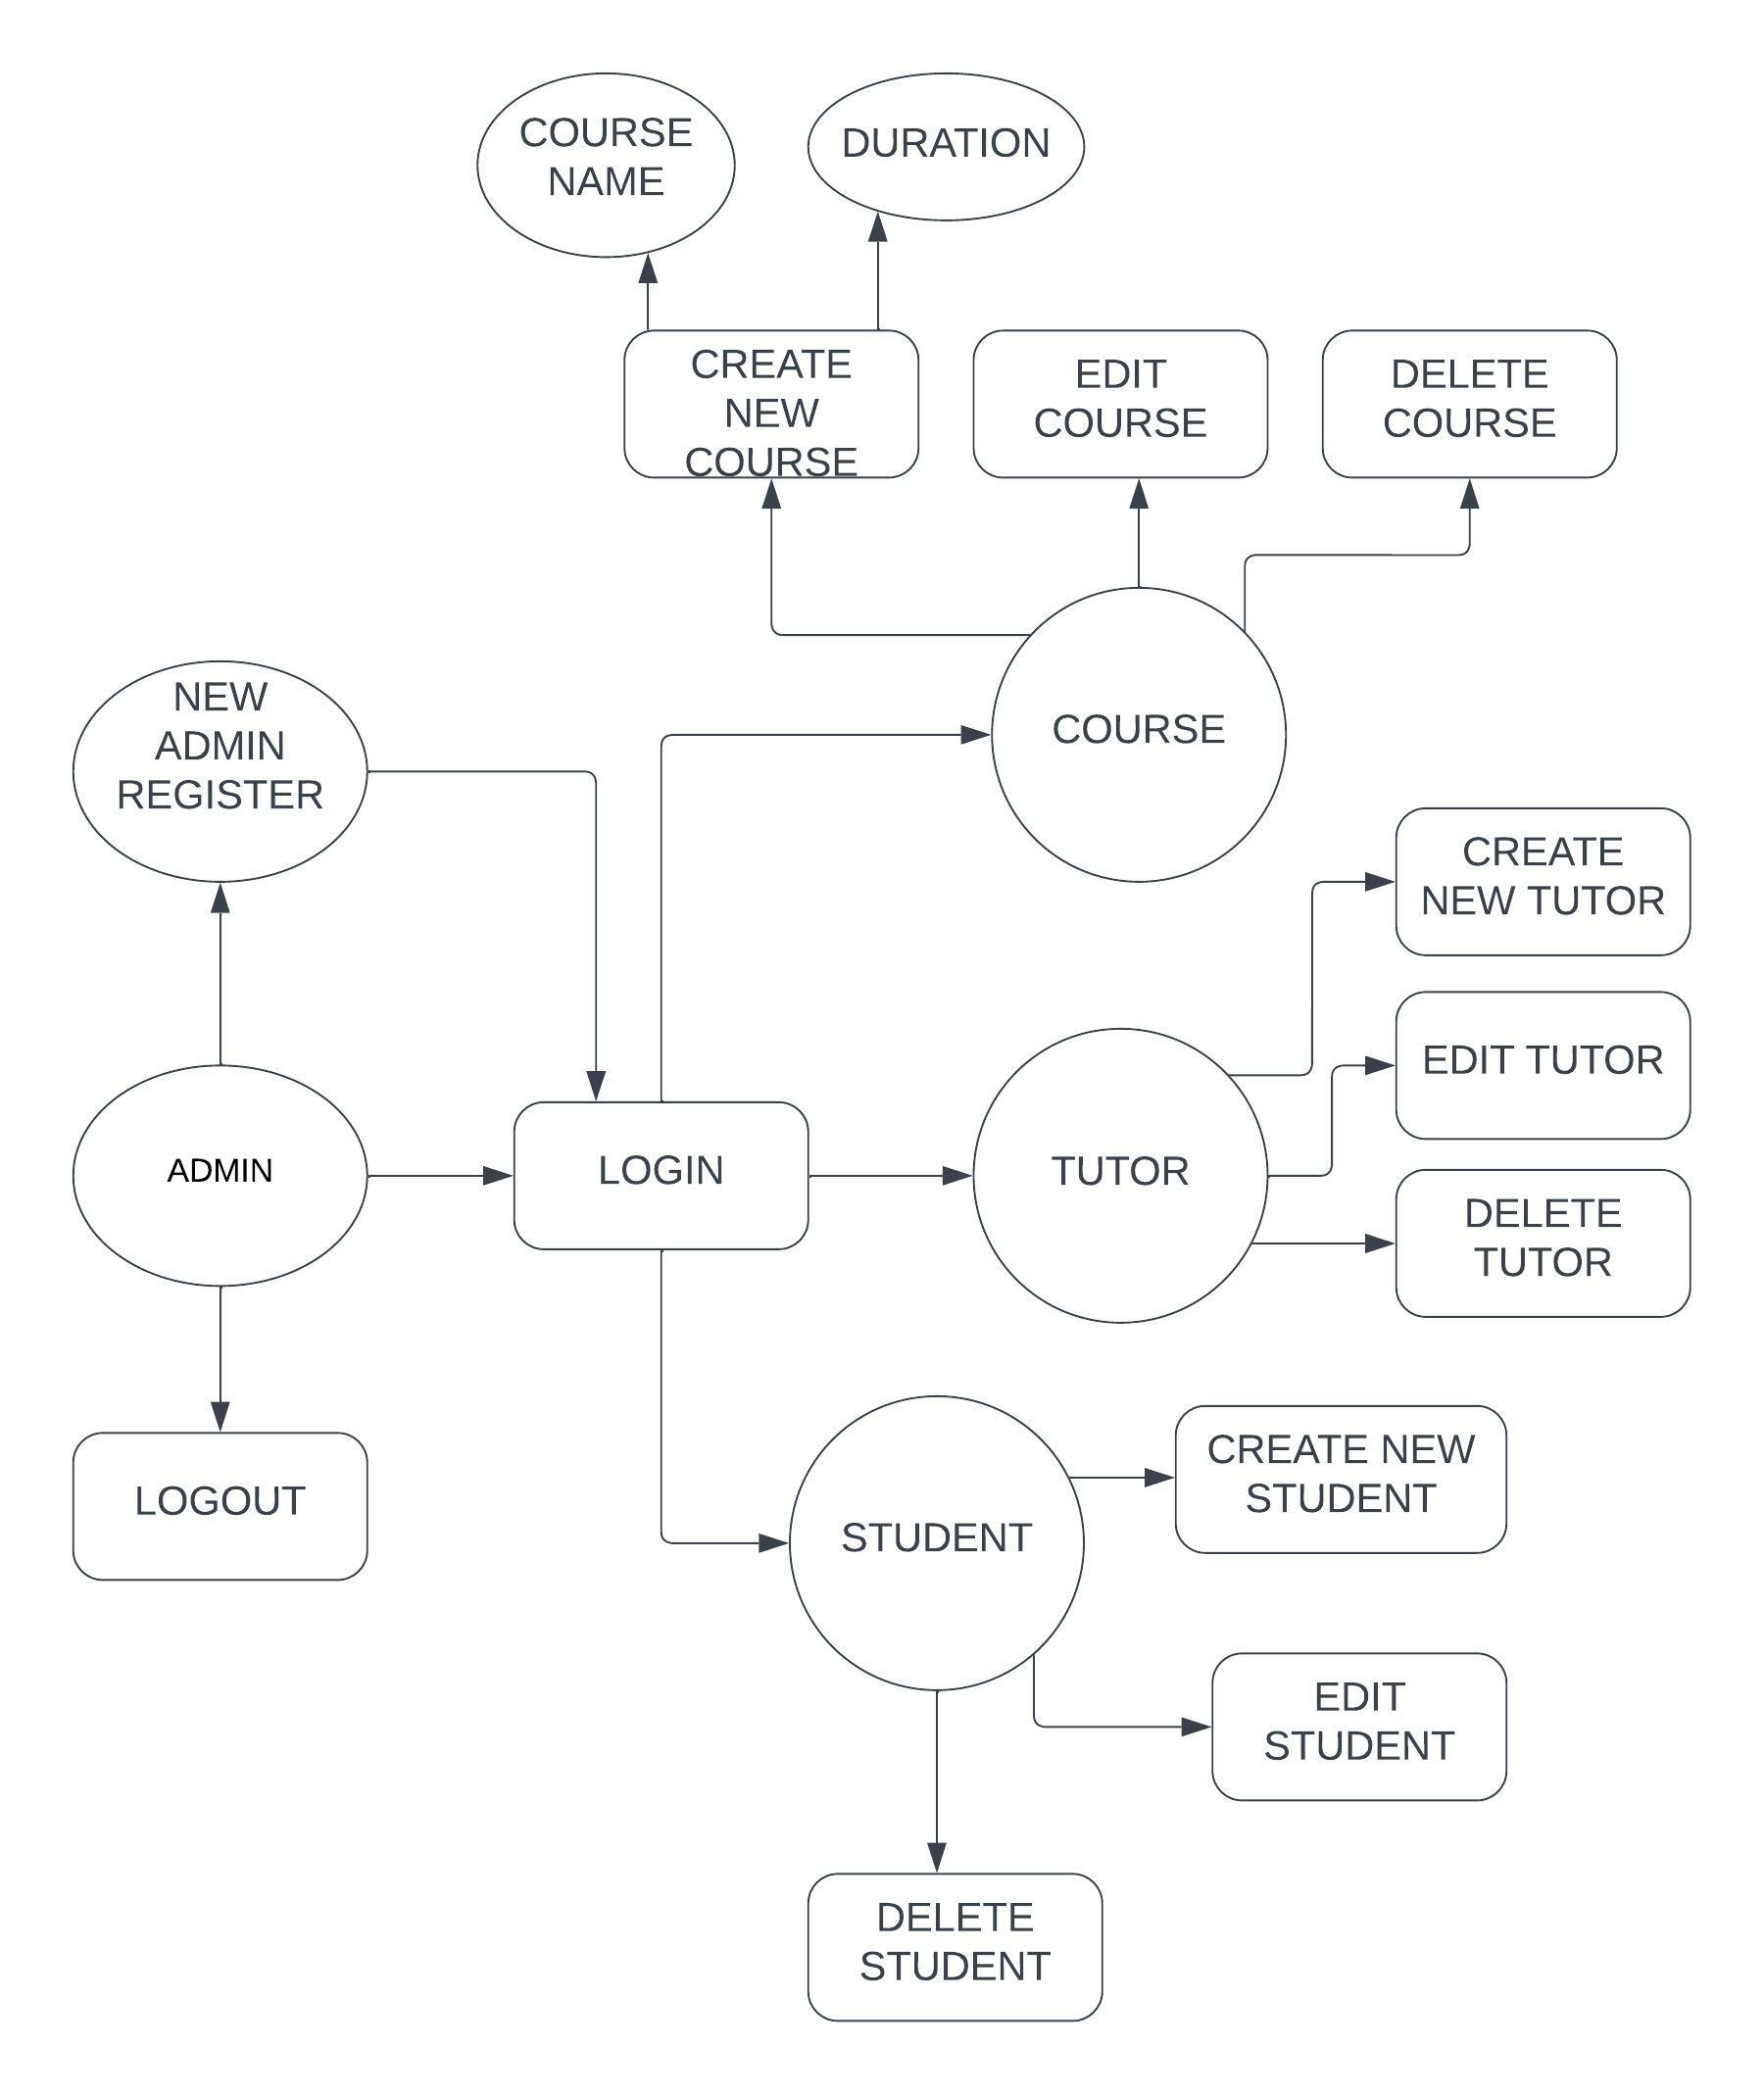 COURSE
NAME
DURATION
CREATE
NEW
COURSE
EDIT
COURSE
DELETE
COURSE
NEW
ADMIN
REGISTER
COURSE
CREATE
NEW TUTOR
EDIT TUTOR
ADMIN
LOGIN
TUTOR
DELETE
TUTOR
LOGOUT
STUDENT
CREATE NEW
STUDENT
EDIT
STUDENT
DELETE
STUDENT